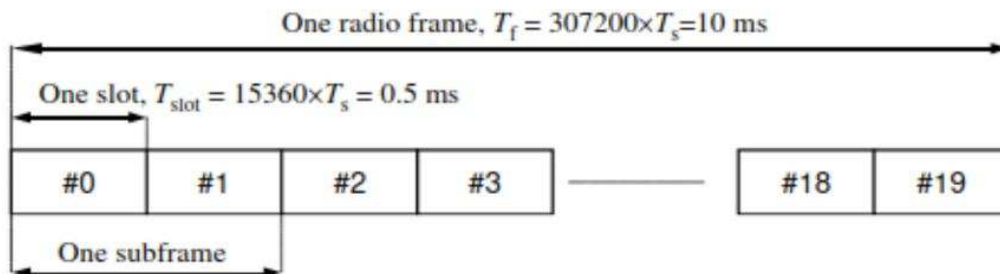 One radio frame, T_f = 307200×T_s=10 ms
One slot, T_slot = 15360×T_s = 0.5 ms
#0 #1 #2 #3 #18 #19
One subframe